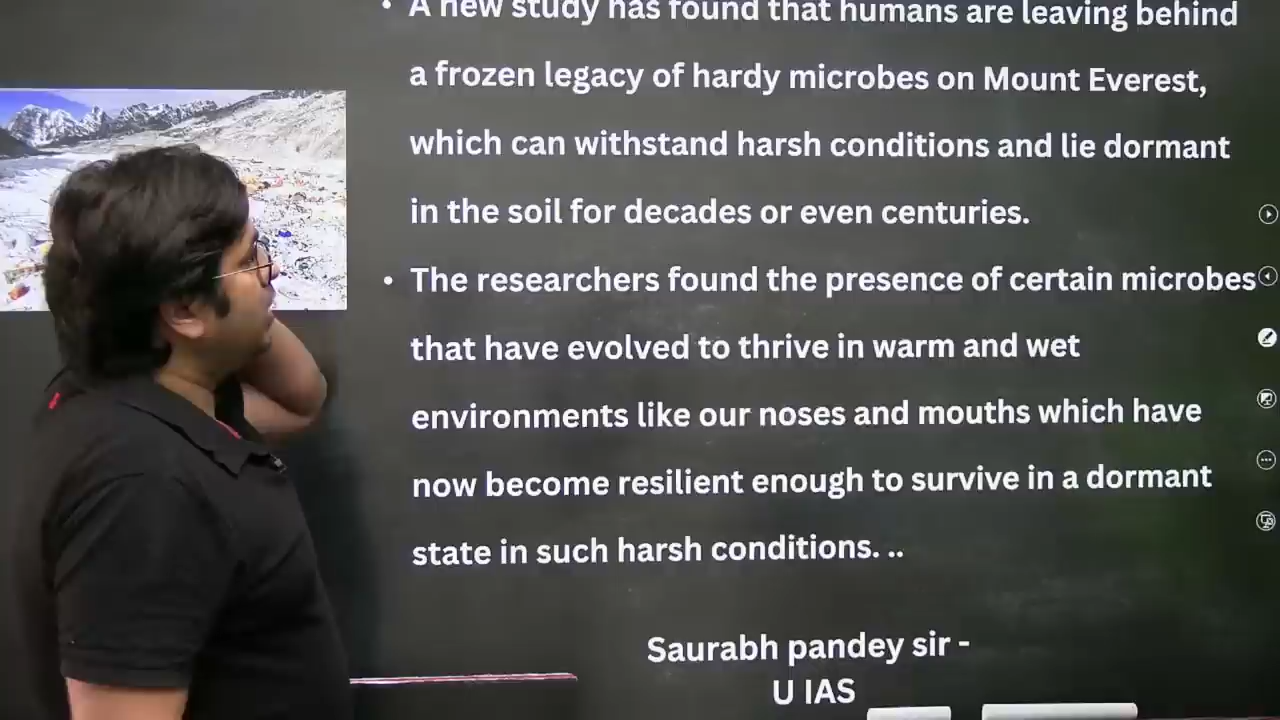 • A new study has found that humans are leaving behind
a frozen legacy of hardy microbes on Mount Everest,
which can withstand harsh conditions and lie dormant
in the soil for decades or even centuries.
• The researchers found the presence of certain microbes
that have evolved to thrive in warm and wet
environments like our noses and mouths which have
now become resilient enough to survive in a dormant
state in such harsh conditions. ..
Saurabh pandey sir -
U IAS